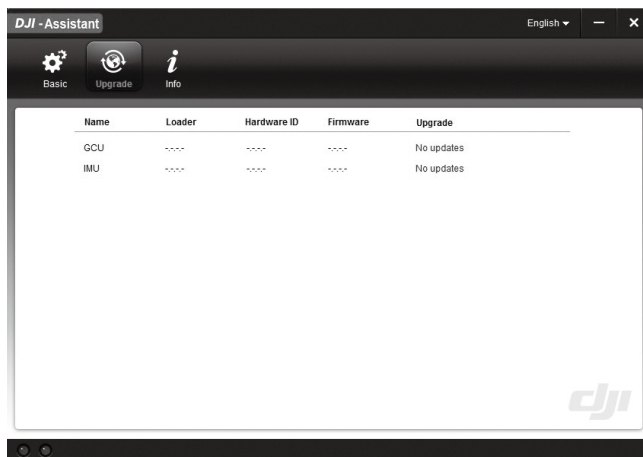 DJI - Assistant English
Basic Upgrade Info
Name Loader Hardware ID Firmware Upgrade
GCU -.-.-.- -.-.-.- -.-.-.- No updates
IMU -.-.-.- -.-.-.- -.-.-.- No updates
dji